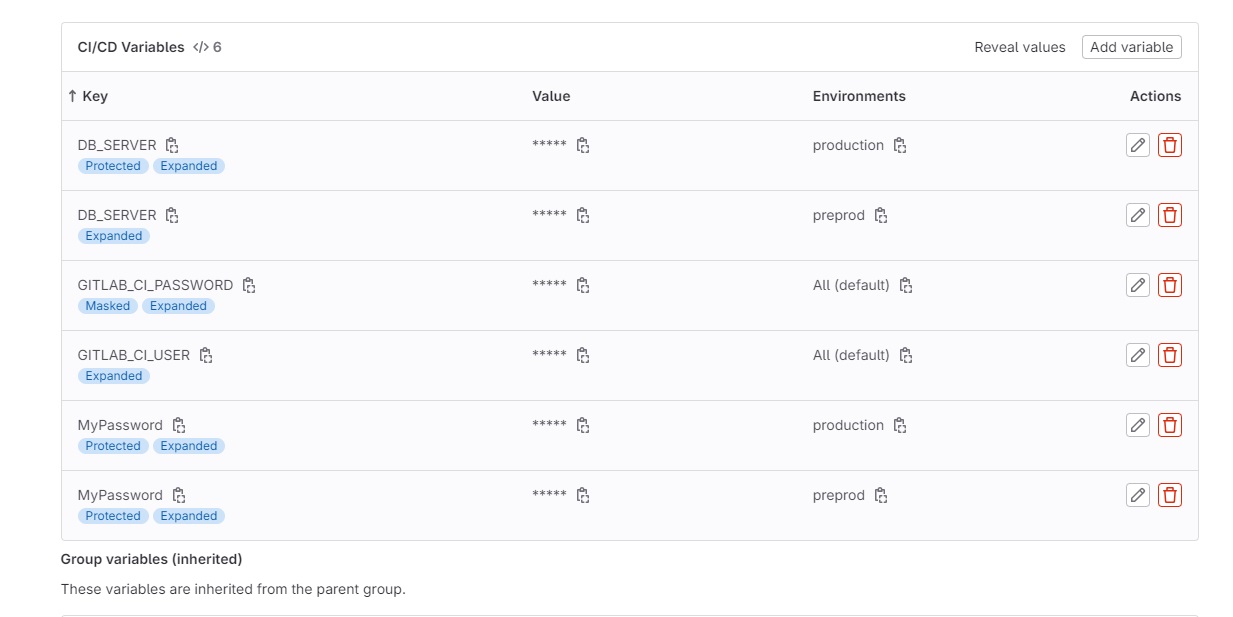 CI/CD Variables </> 6 Reveal values Add variable
↑ Key Value Environments Actions
DB_SERVER ***** production
Protected Expanded
DB_SERVER ***** preprod
Expanded
GITLAB_CI_PASSWORD ***** All (default)
Masked Expanded
GITLAB_CI_USER ***** All (default)
Expanded
MyPassword ***** production
Protected Expanded
MyPassword ***** preprod
Protected Expanded
Group variables (inherited)
These variables are inherited from the parent group.